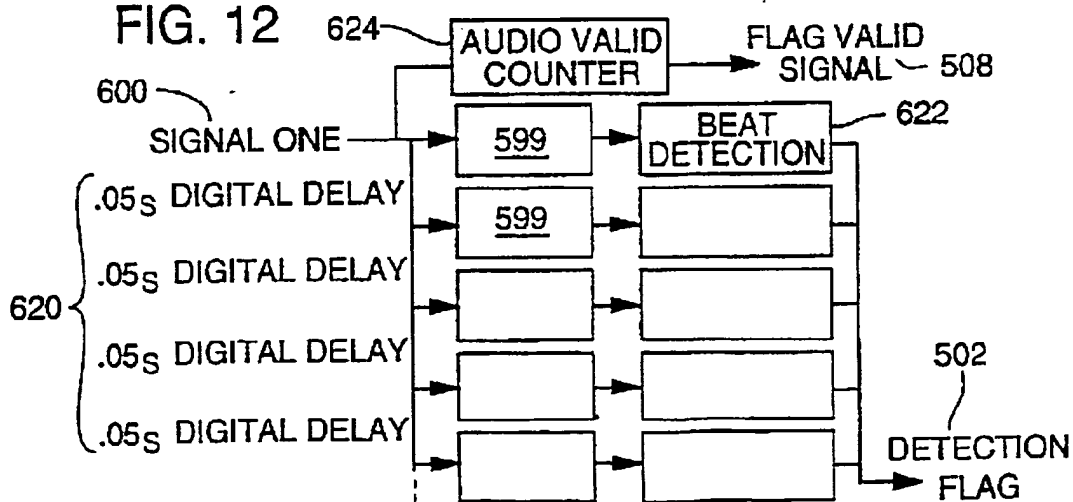 FIG. 12
624
AUDIO VALID
COUNTER
FLAG VALID
SIGNAL
508
600
SIGNAL ONE
599
BEAT
DETECTION
622
.05s DIGITAL DELAY
599
.05s DIGITAL DELAY
620
.05s DIGITAL DELAY
.05s DIGITAL DELAY
502
DETECTION
FLAG